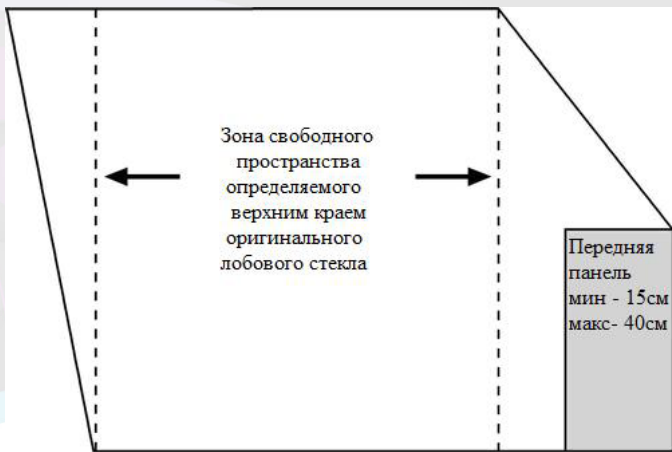 Зона свободного
пространства
определяемого
верхним краем
оригинального
лобового стекла
Передняя
панель
мин - 15см
макс- 40см